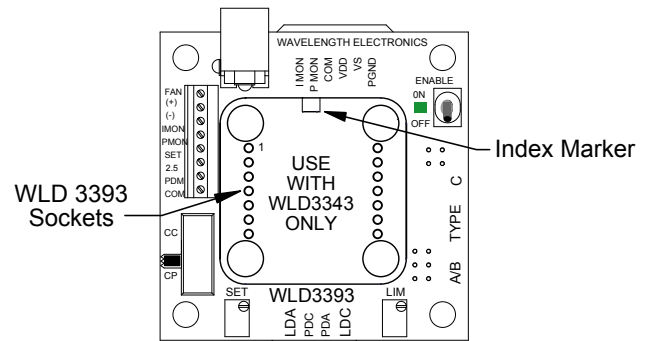 WAVELENGTH ELECTRONICS
I MON
P MON
COM
VDD
VS
PGND
ENABLE
ON
OFF
FAN
(+)
(-)
IMON
PMON
SET
2.5
PDM
COM
1
USE
WITH
WLD3343
ONLY
Index Marker
WLD 3393
Sockets
C
TYPE
A/B
CC
CP
SET
WLD3393
LIM
LDA
PDC
PDA
LDC